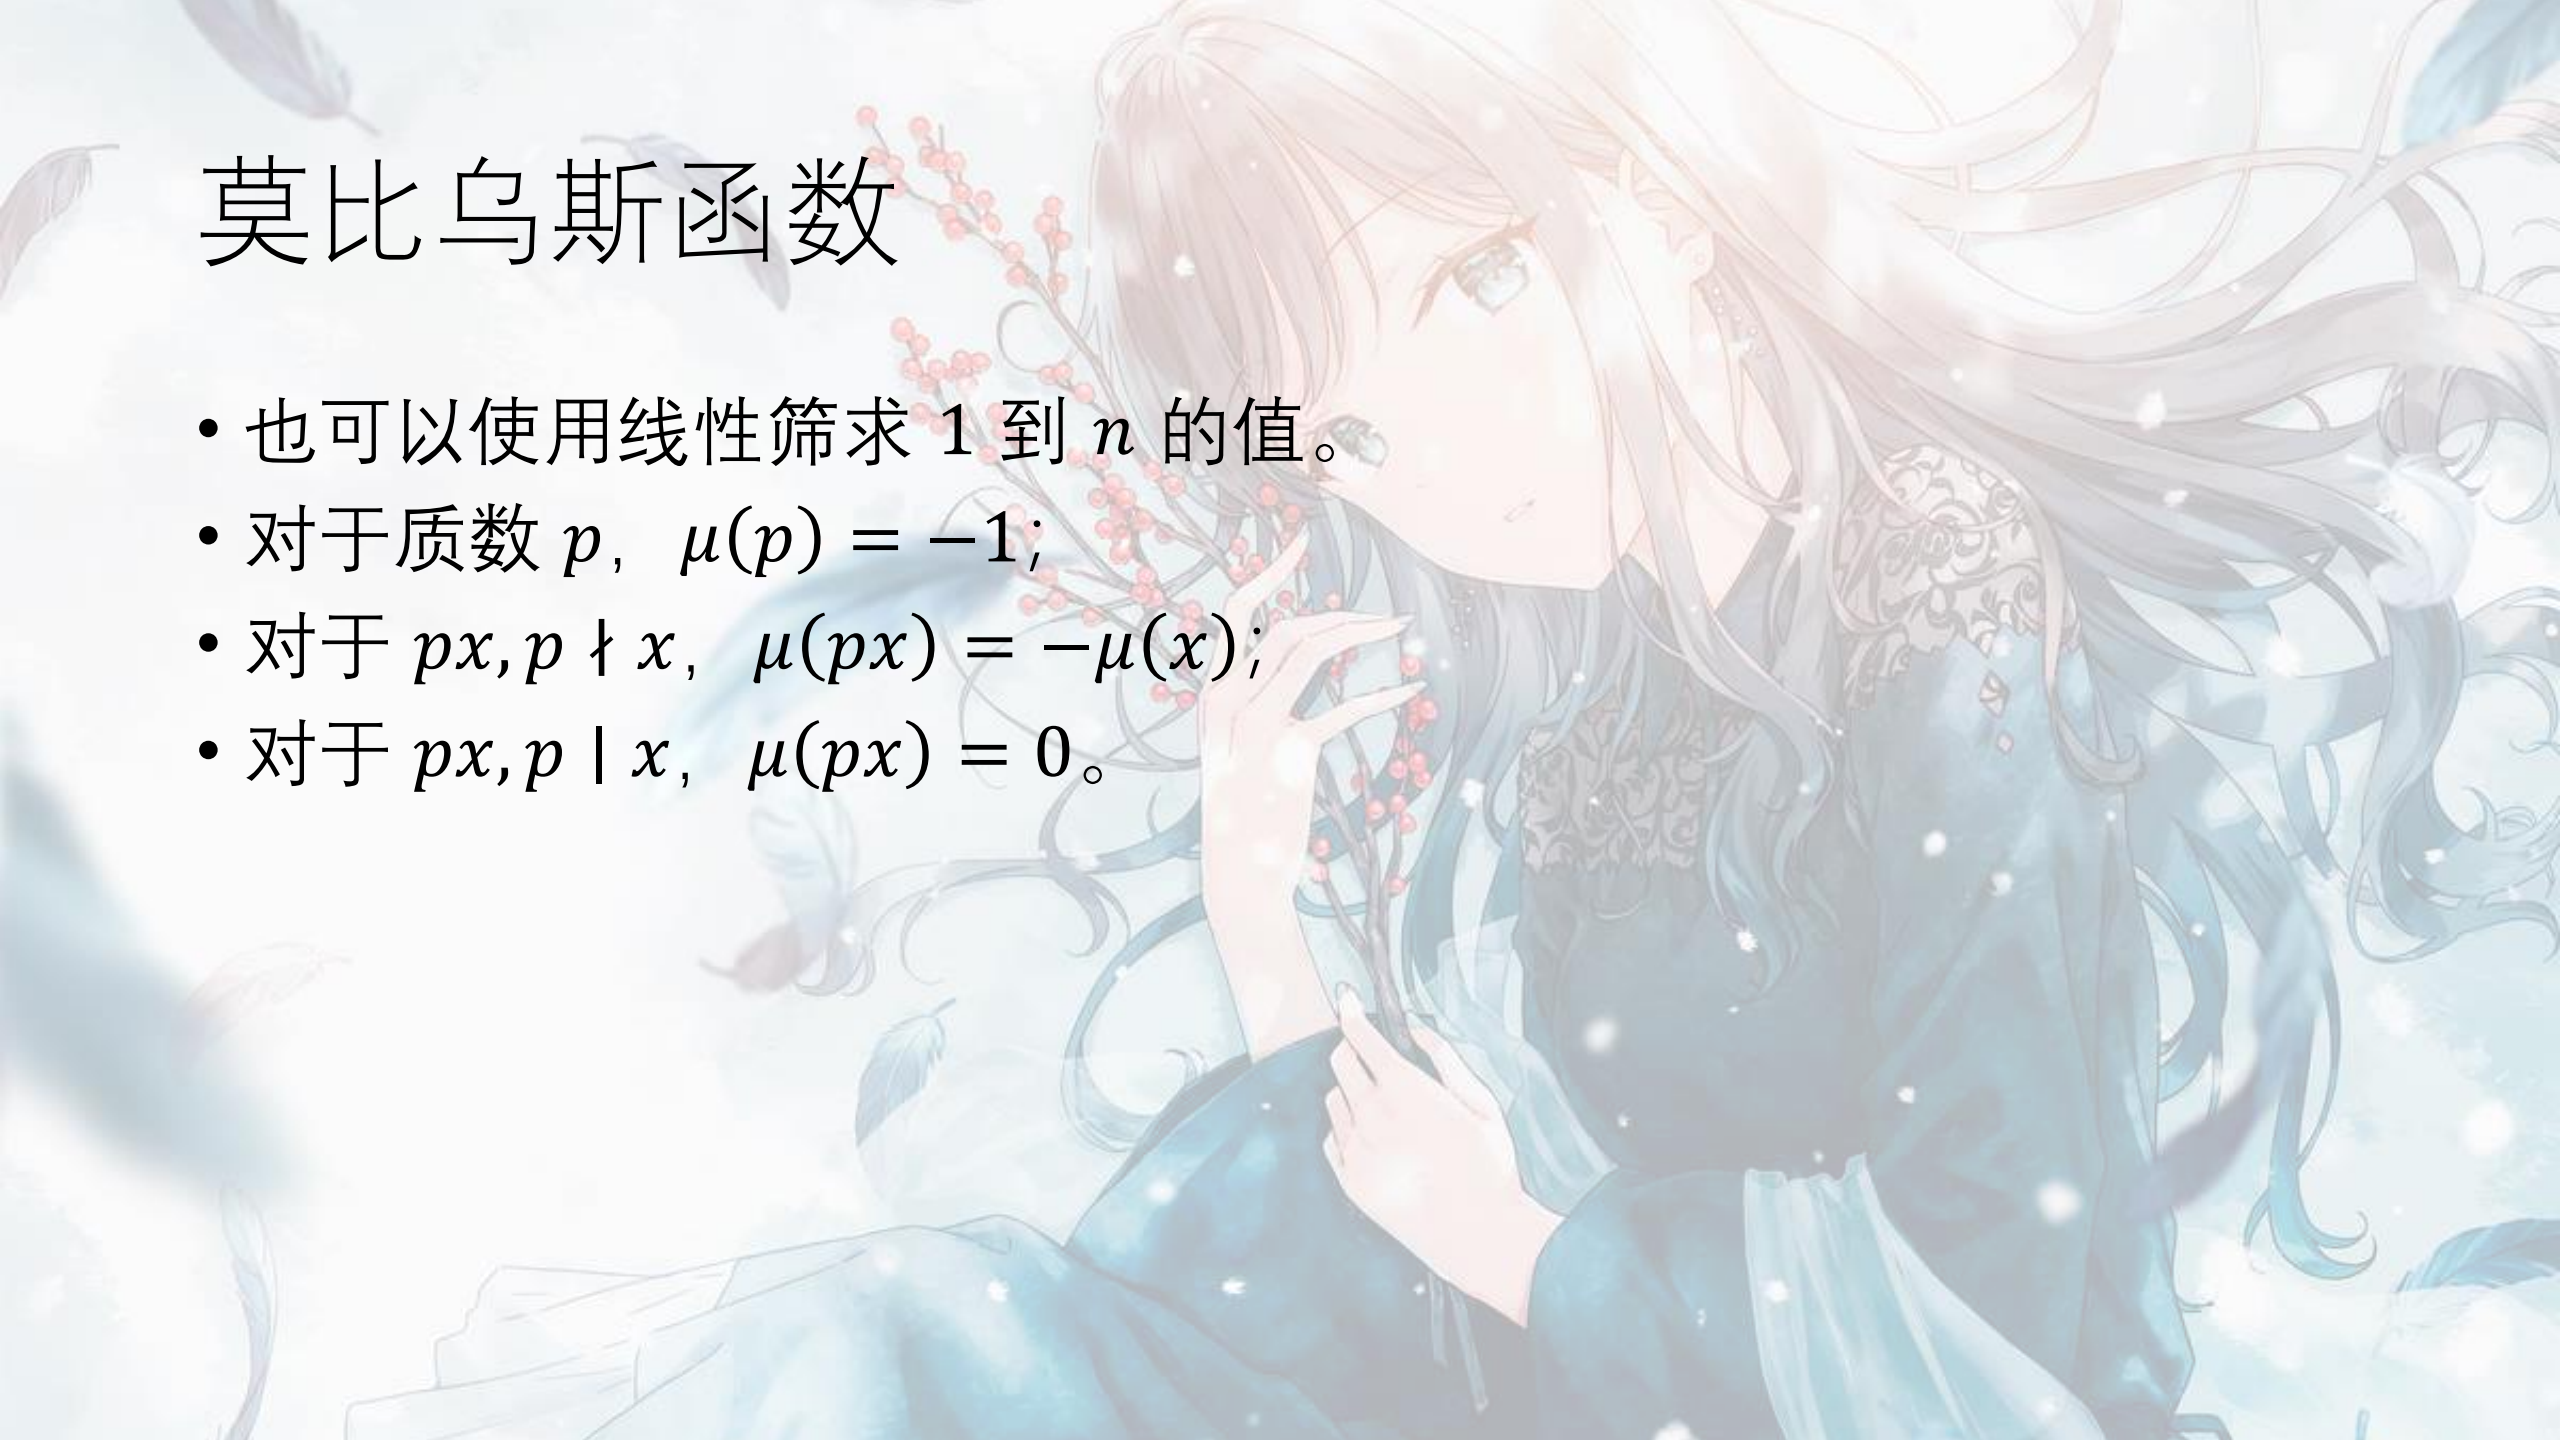 莫比乌斯函数
• 也可以使用线性筛求 1 到 n 的值。
• 对于质数 p，μ(p) = −1；
• 对于 px, p ∤ x，μ(px) = −μ(x)；
• 对于 px, p ∣ x，μ(px) = 0。